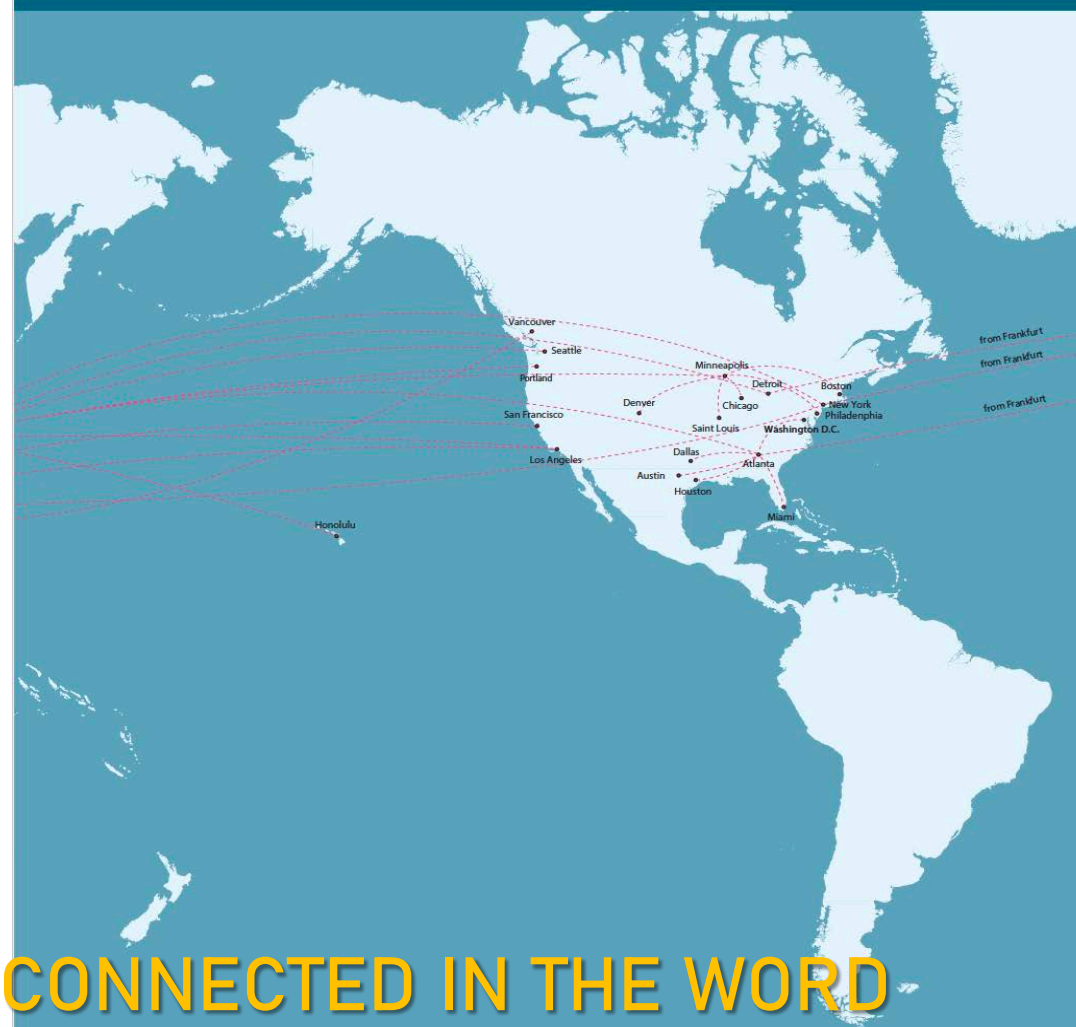 from Frankfurt
Vancouver
Seattle
from Frankfurt
Minneapolis
Portland
Detroit
Boston
Denyer
Chicago
New York
from Frankfurt
San Francisco
Philadenphia
Saint Louis
Washington D.C.
Dallas
Los Angeles
Atlanta
Austin
Houston
Miami
Honolulu
CONNECTED IN THE WORD